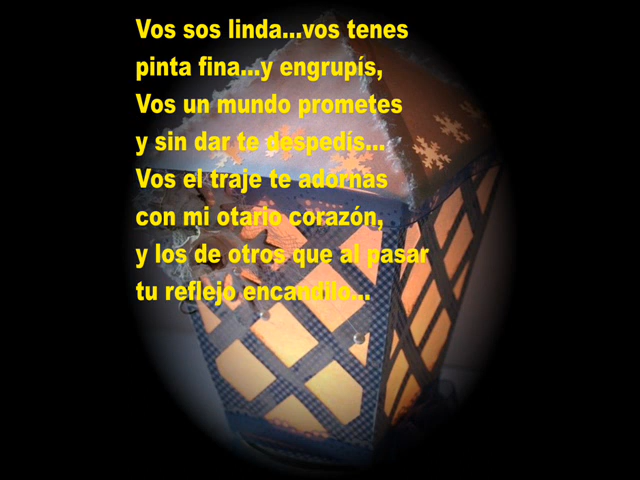 Vos sos linda...vos tenes
pinta fina...y engrupís,
Vos un mundo prometes
y sin dar te despedís...
Vos el traje te adornas
con mi otario corazón,
y los de otros que al pasar
tu reflejo encandilo...